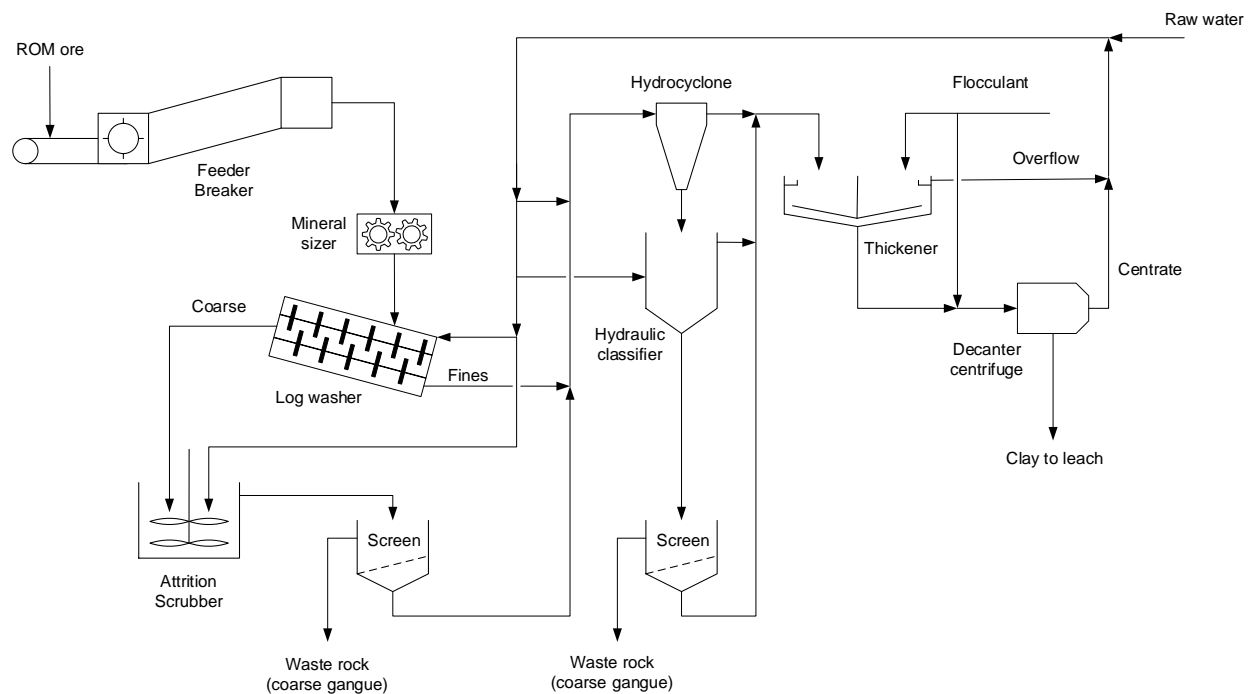 Raw water
ROM ore
Hydrocyclone
Flocculant
Overflow
Feeder
Breaker
Mineral
sizer
Thickener
Centrate
Coarse
Hydraulic
classifier
Decanter
centrifuge
Fines
Log washer
Clay to leach
Screen
Screen
Attrition
Scrubber
Waste rock
(coarse gangue)
Waste rock
(coarse gangue)